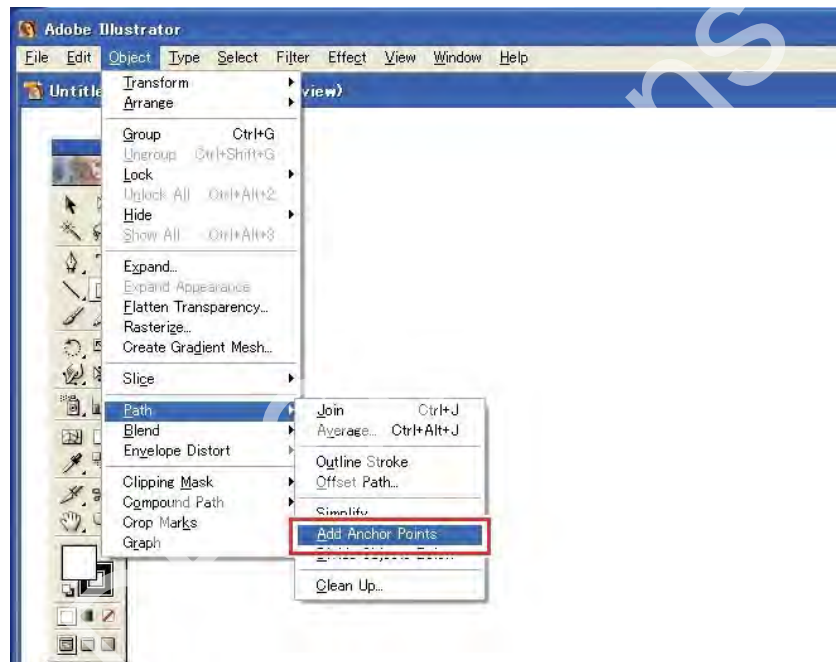 Adobe Illustrator
File Edit Object Type Select Filter Effect View Window Help
Untitle view)
Transform
Arrange
Group Ctrl+G
Ungroup Ctrl+Shift+G
Lock
Unlock All Ctrl+Alt+2
Hide
Show All Ctrl+Alt+3
Expand...
Expand Appearance
Flatten Transparency...
Rasterize...
Create Gradient Mesh...
Slice
Path
Blend
Envelope Distort
Clipping Mask
Compound Path
Crop Marks
Graph
Join Ctrl+J
Average... Ctrl+Alt+J
Outline Stroke
Offset Path...
Simplify
Add Anchor Points
Clean Up...